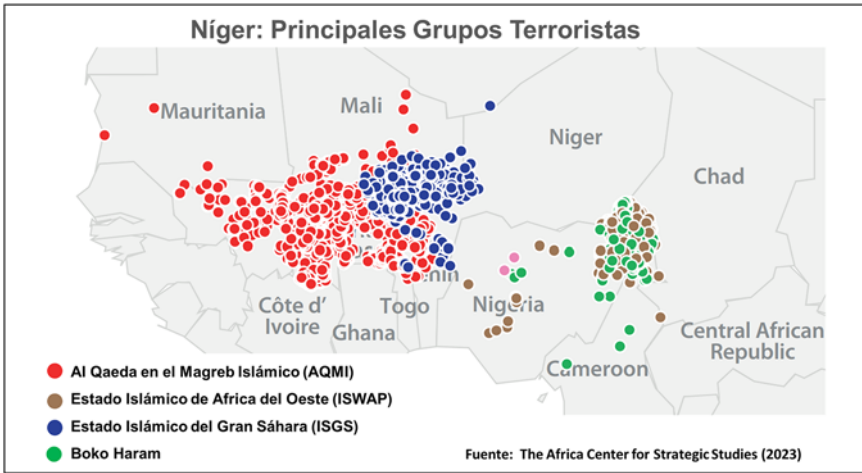 Níger: Principales Grupos Terroristas
Mauritania
Mali
Niger
Chad
Nigeria
Côte d'
Ivoire
Togo
Ghana
Cameroon
Central African
Republic
Al Qaeda en el Magreb Islámico (AQMI)
Estado Islámico de Africa del Oeste (ISWAP)
Estado Islámico del Gran Sáhara (ISGS)
Boko Haram
Fuente: The Africa Center for Strategic Studies (2023)